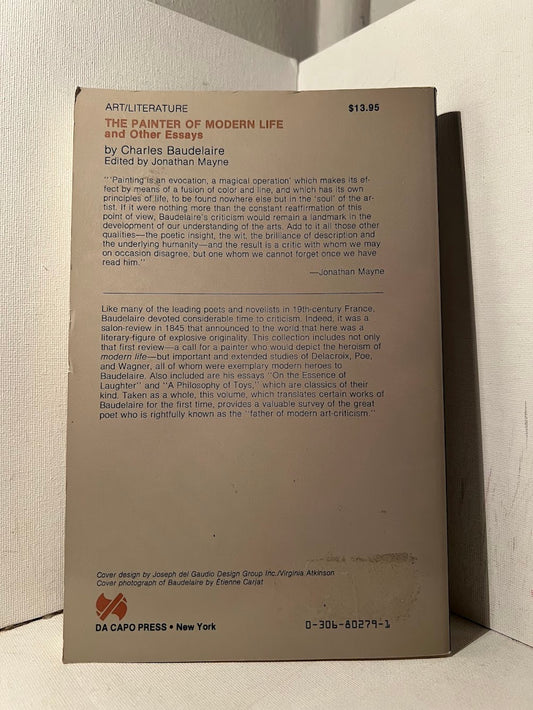 ART/LITERATURE $13.95
THE PAINTER OF MODERN LIFE
and Other Essays
by Charles Baudelaire
Edited by Jonathan Mayne
"'Painting is an evocation, a magical operation' which makes its ef-
fect by means of a fusion of color and line, and which has its own
principles of life, to be found nowhere else but in the 'soul' of the ar-
tist. If it were nothing more than the constant reaffirmation of this
point of view, Baudelaire's criticism would remain a landmark in the
development of our understanding of the arts. Add to it all those other
qualities—the poetic insight, the wit, the brilliance of description and
the underlying humanity—and the result is a critic with whom we may
on occasion disagree, but one whom we cannot forget once we have
read him."
—Jonathan Mayne
Like many of the leading poets and novelists in 19th-century France,
Baudelaire devoted considerable time to criticism. Indeed, it was a
salon-review in 1845 that announced to the world that here was a
literary-figure of explosive originality. This collection includes not only
that first review—a call for a painter who would depict the heroism of
modern life—but important and extended studies of Delacroix, Poe,
and Wagner, all of whom were exemplary modern heroes to
Baudelaire. Also included are his essays "On the Essence of
Laughter" and "A Philosophy of Toys," which are classics of their
kind. Taken as a whole, this volume, which translates certain works of
Baudelaire for the first time, provides a valuable survey of the great
poet who is rightfully known as the "father of modern art-criticism."
Cover design by Joseph del Gaudio Design Group Inc./Virginia Atkinson
Cover photograph of Baudelaire by Étienne Carjat
DA CAPO PRESS • New York 0-306-80279-1